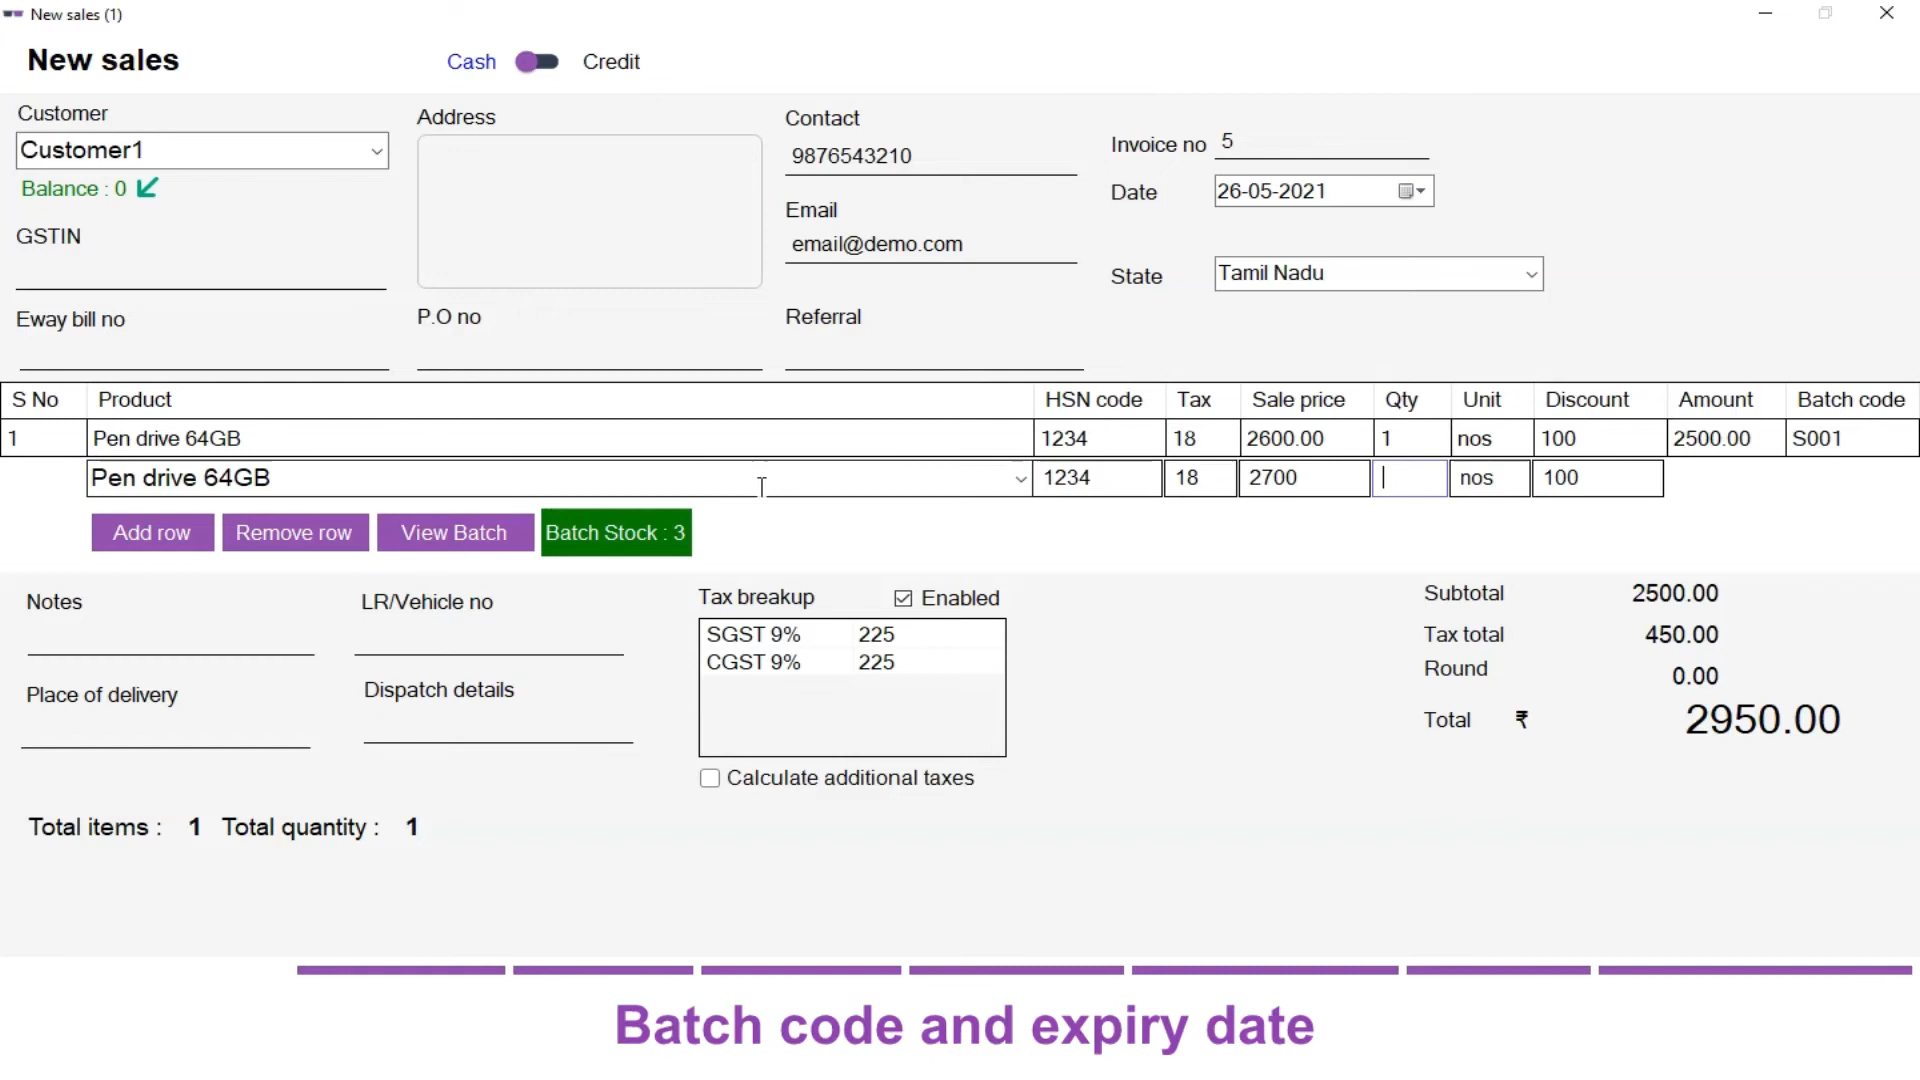 New sales (1)
New sales
Cash Credit
Customer
Customer1
Balance : 0
GSTIN
Eway bill no
Address
P.O no
Contact
9876543210
Email
email@demo.com
Referral
Invoice no 5
Date 26-05-2021
State Tamil Nadu
S No Product HSN code Tax Sale price Qty Unit Discount Amount Batch code
1 Pen drive 64GB 1234 18 2600.00 1 nos 100 2500.00 S001
Pen drive 64GB 1234 18 2700 nos 100
Add row Remove row View Batch Batch Stock : 3
Notes
LR/Vehicle no
Place of delivery
Dispatch details
Tax breakup Enabled
SGST 9% 225
CGST 9% 225
Calculate additional taxes
Subtotal 2500.00
Tax total 450.00
Round 0.00
Total ₹ 2950.00
Total items : 1 Total quantity : 1
Batch code and expiry date